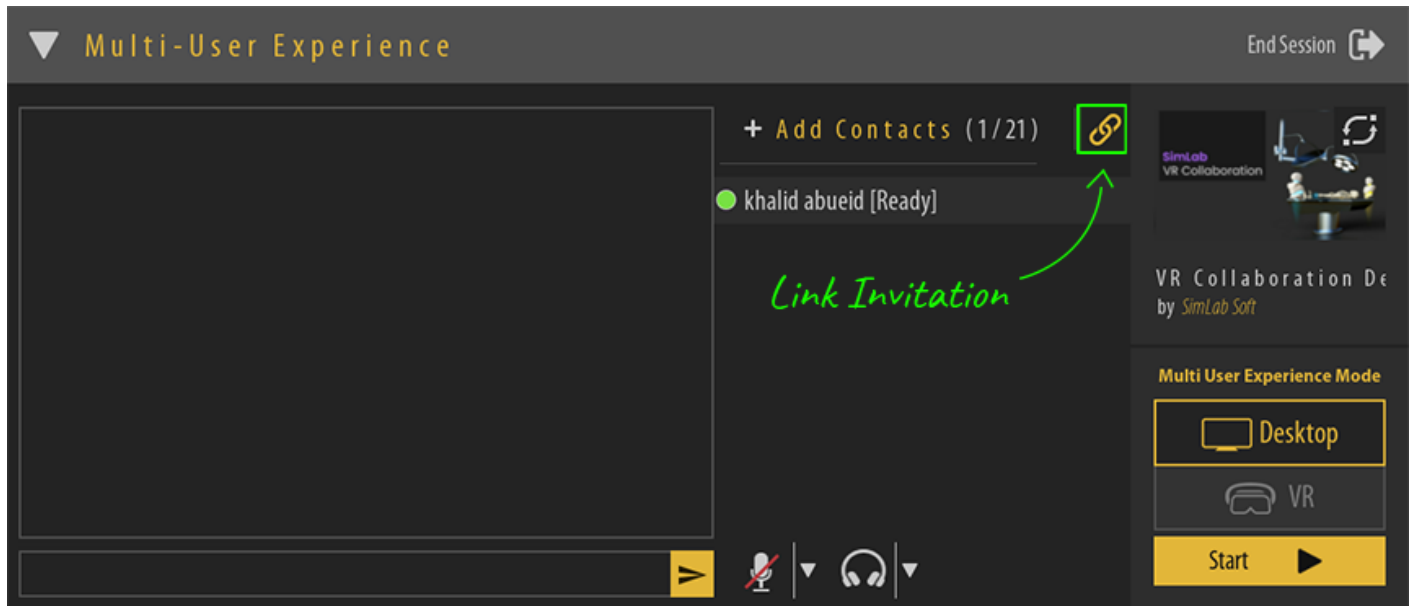 Multi-User Experience
End Session
+ Add Contacts (1/21)
khalid abueid [Ready]
Link Invitation
SimLab
VR Collaboration
VR Collaboration De
by SimLab Soft
Multi User Experience Mode
Desktop
VR
Start